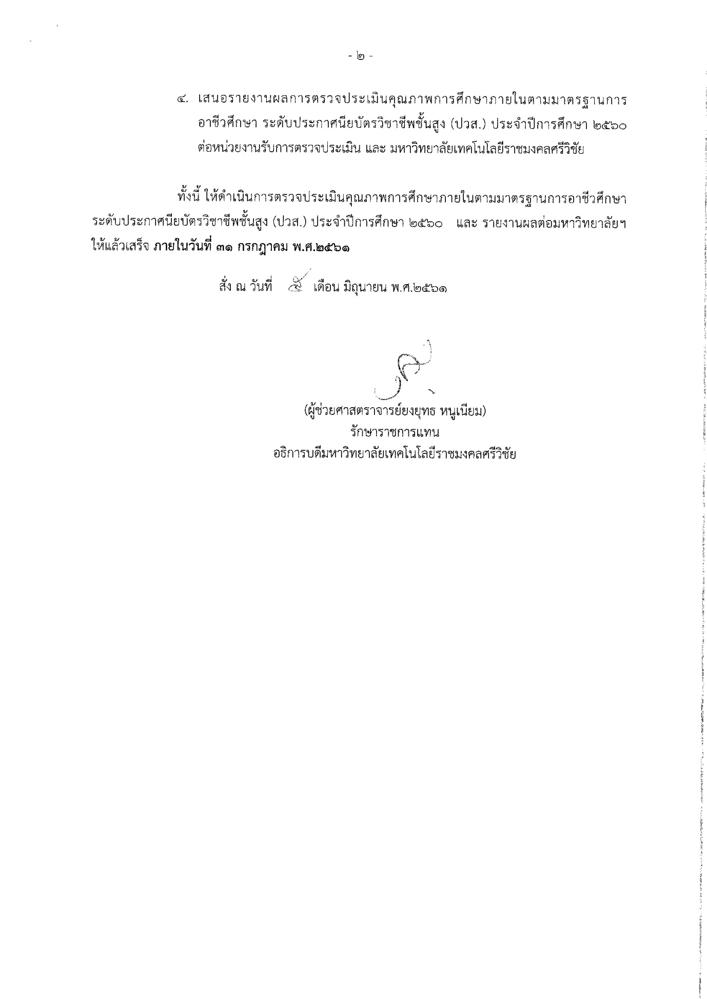 - ๒ -
๔. เสนอรายงานผลการตรวจประเมินคุณภาพการศึกษาภายในตามมาตรฐานการ
อาชีวศึกษา ระดับประกาศนียบัตรวิชาชีพชั้นสูง (ปวส.) ประจำปีการศึกษา ๒๕๖๐
ต่อหน่วยงานรับการตรวจประเมิน และ มหาวิทยาลัยเทคโนโลยีราชมงคลศรีวิชัย
ทั้งนี้ ให้ดำเนินการตรวจประเมินคุณภาพการศึกษาภายในตามมาตรฐานการอาชีวศึกษา
ระดับประกาศนียบัตรวิชาชีพชั้นสูง (ปวส.) ประจำปีการศึกษา ๒๕๖๐ และ รายงานผลต่อมหาวิทยาลัยฯ
ให้แล้วเสร็จ ภายในวันที่ ๓๑ กรกฎาคม พ.ศ.๒๕๖๑
สั่ง ณ วันที่ ๕ เดือน มิถุนายน พ.ศ.๒๕๖๑
(ผู้ช่วยศาสตราจารย์ยงยุทธ หนูเนียม)
รักษาราชการแทน
อธิการบดีมหาวิทยาลัยเทคโนโลยีราชมงคลศรีวิชัย